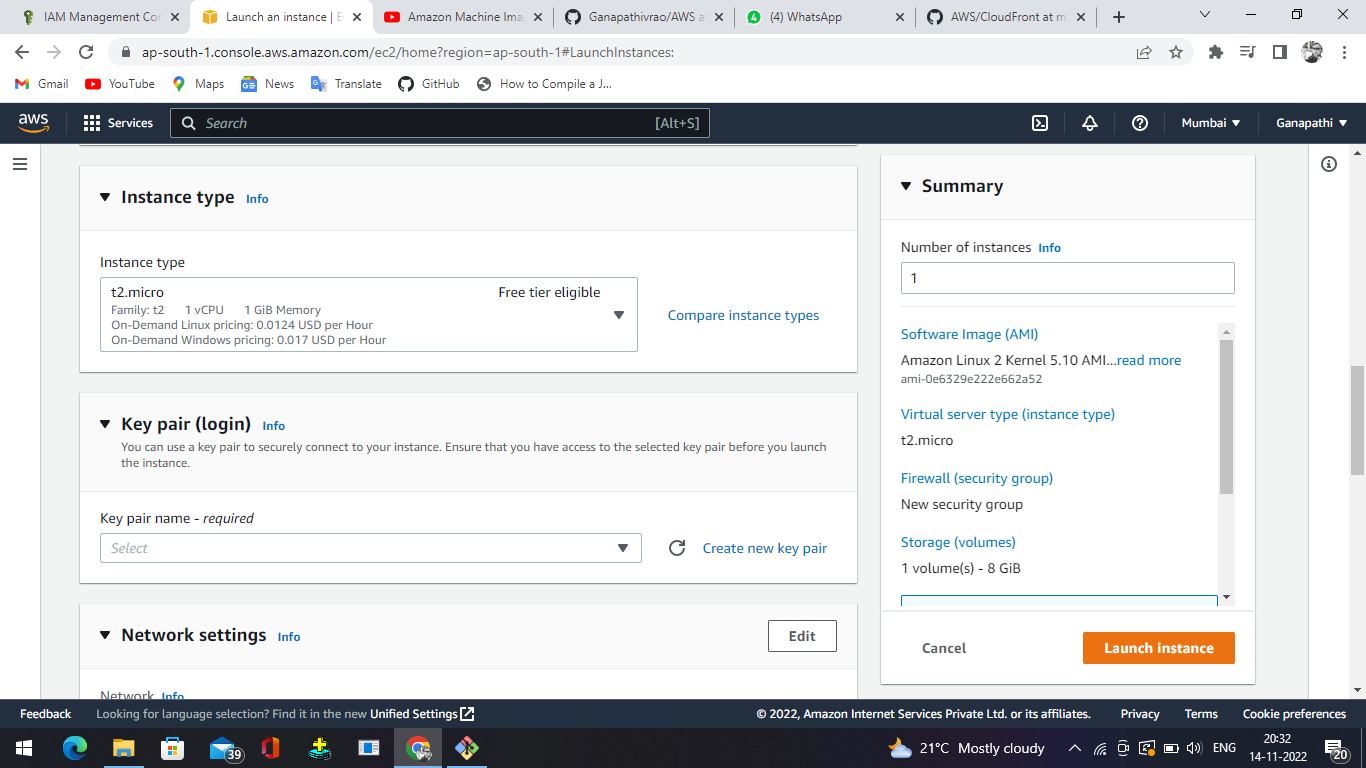 IAM Management Cor
Launch an instance | E
Amazon Machine Ima
Ganapathivrao/AWS a
(4) WhatsApp
AWS/CloudFront at m
ap-south-1.console.aws.amazon.com/ec2/home?region=ap-south-1#LaunchInstances:
Gmail
YouTube
Maps
News
Translate
GitHub
How to Compile a J...
aws
Services
Search
[Alt+S]
Mumbai
Ganapathi
Instance type Info
Instance type
t2.micro
Free tier eligible
Family: t2 1 vCPU 1 GiB Memory
On-Demand Linux pricing: 0.0124 USD per Hour
On-Demand Windows pricing: 0.017 USD per Hour
Compare instance types
Key pair (login) Info
You can use a key pair to securely connect to your instance. Ensure that you have access to the selected key pair before you launch
the instance.
Key pair name - required
Select
Create new key pair
Network settings Info
Edit
Network Info
Summary
Number of instances Info
1
Software Image (AMI)
Amazon Linux 2 Kernel 5.10 AMI...read more
ami-0e6329e222e662a52
Virtual server type (instance type)
t2.micro
Firewall (security group)
New security group
Storage (volumes)
1 volume(s) - 8 GiB
Cancel
Launch instance
Feedback
Looking for language selection? Find it in the new Unified Settings
© 2022, Amazon Internet Services Private Ltd. or its affiliates.
Privacy
Terms
Cookie preferences
39
21°C Mostly cloudy
ENG
20:32
14-11-2022
20